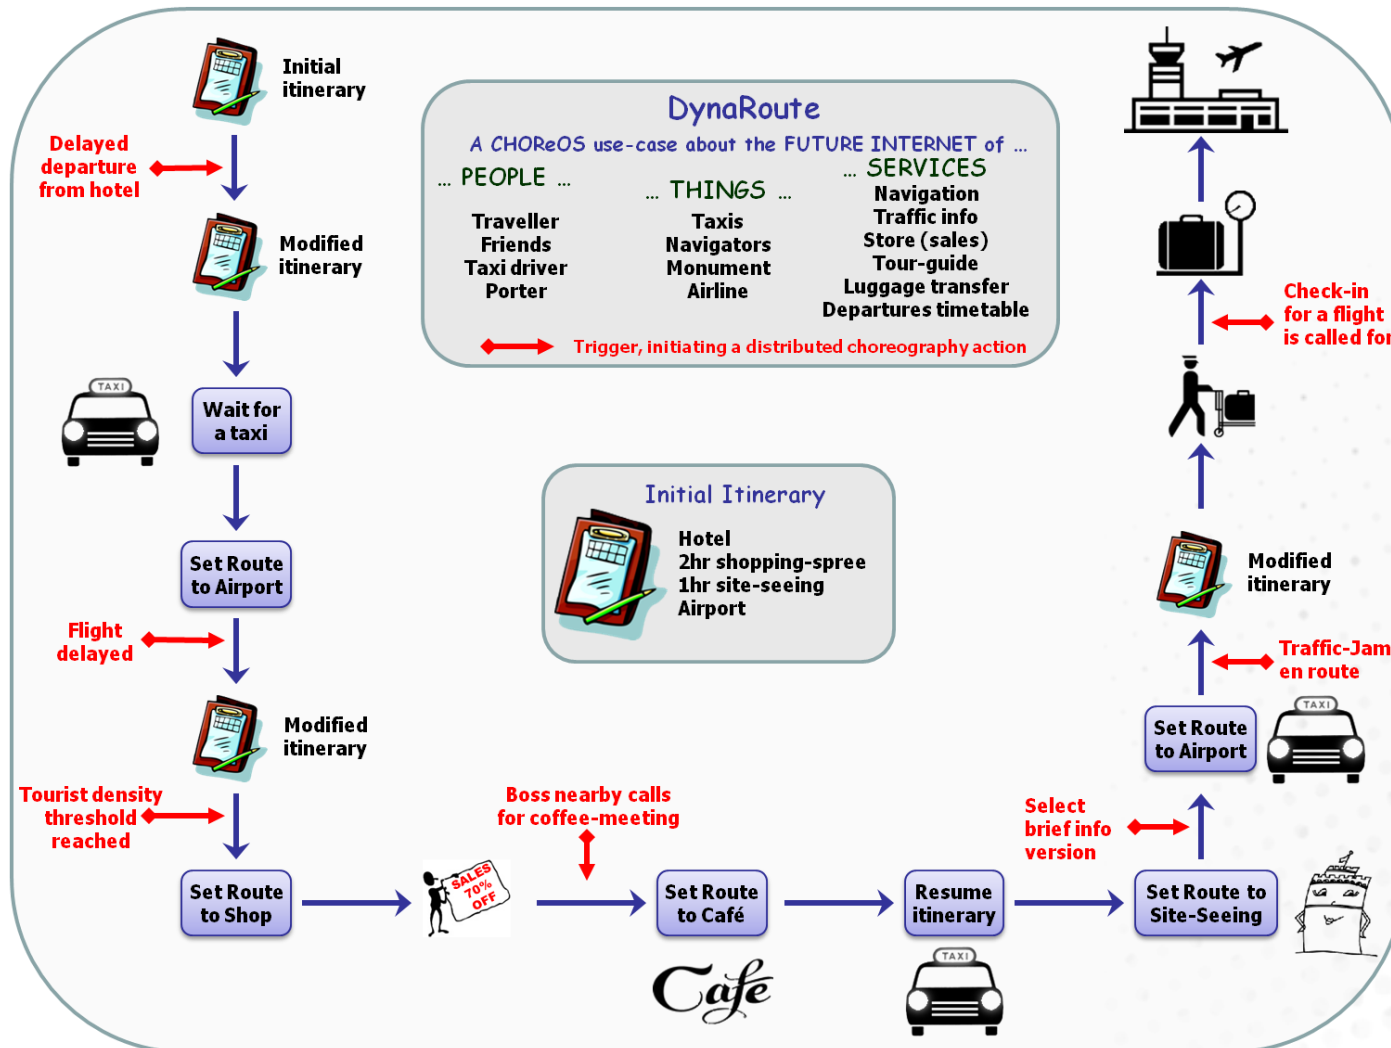 Initial
itinerary
Delayed
departure
from hotel
Modified
itinerary
TAXI
Wait for
a taxi
Set Route
to Airport
Flight
delayed
Modified
itinerary
Tourist density
threshold
reached
Set Route
to Shop
SALES
70%
OFF
Boss nearby calls
for coffee-meeting
Set Route
to Café
Cafe
Resume
itinerary
TAXI
Set Route to
Site-Seeing
Select
brief info
version
Set Route
to Airport
TAXI
Traffic-Jam
en route
Modified
itinerary
Check-in
for a flight
is called for
DynaRoute
A CHOReOS use-case about the FUTURE INTERNET of ...
... PEOPLE ...
Traveller
Friends
Taxi driver
Porter
... THINGS ...
Taxis
Navigators
Monument
Airline
... SERVICES
Navigation
Traffic info
Store (sales)
Tour-guide
Luggage transfer
Departures timetable
Trigger, initiating a distributed choreography action
Initial Itinerary
Hotel
2hr shopping-spree
1hr site-seeing
Airport